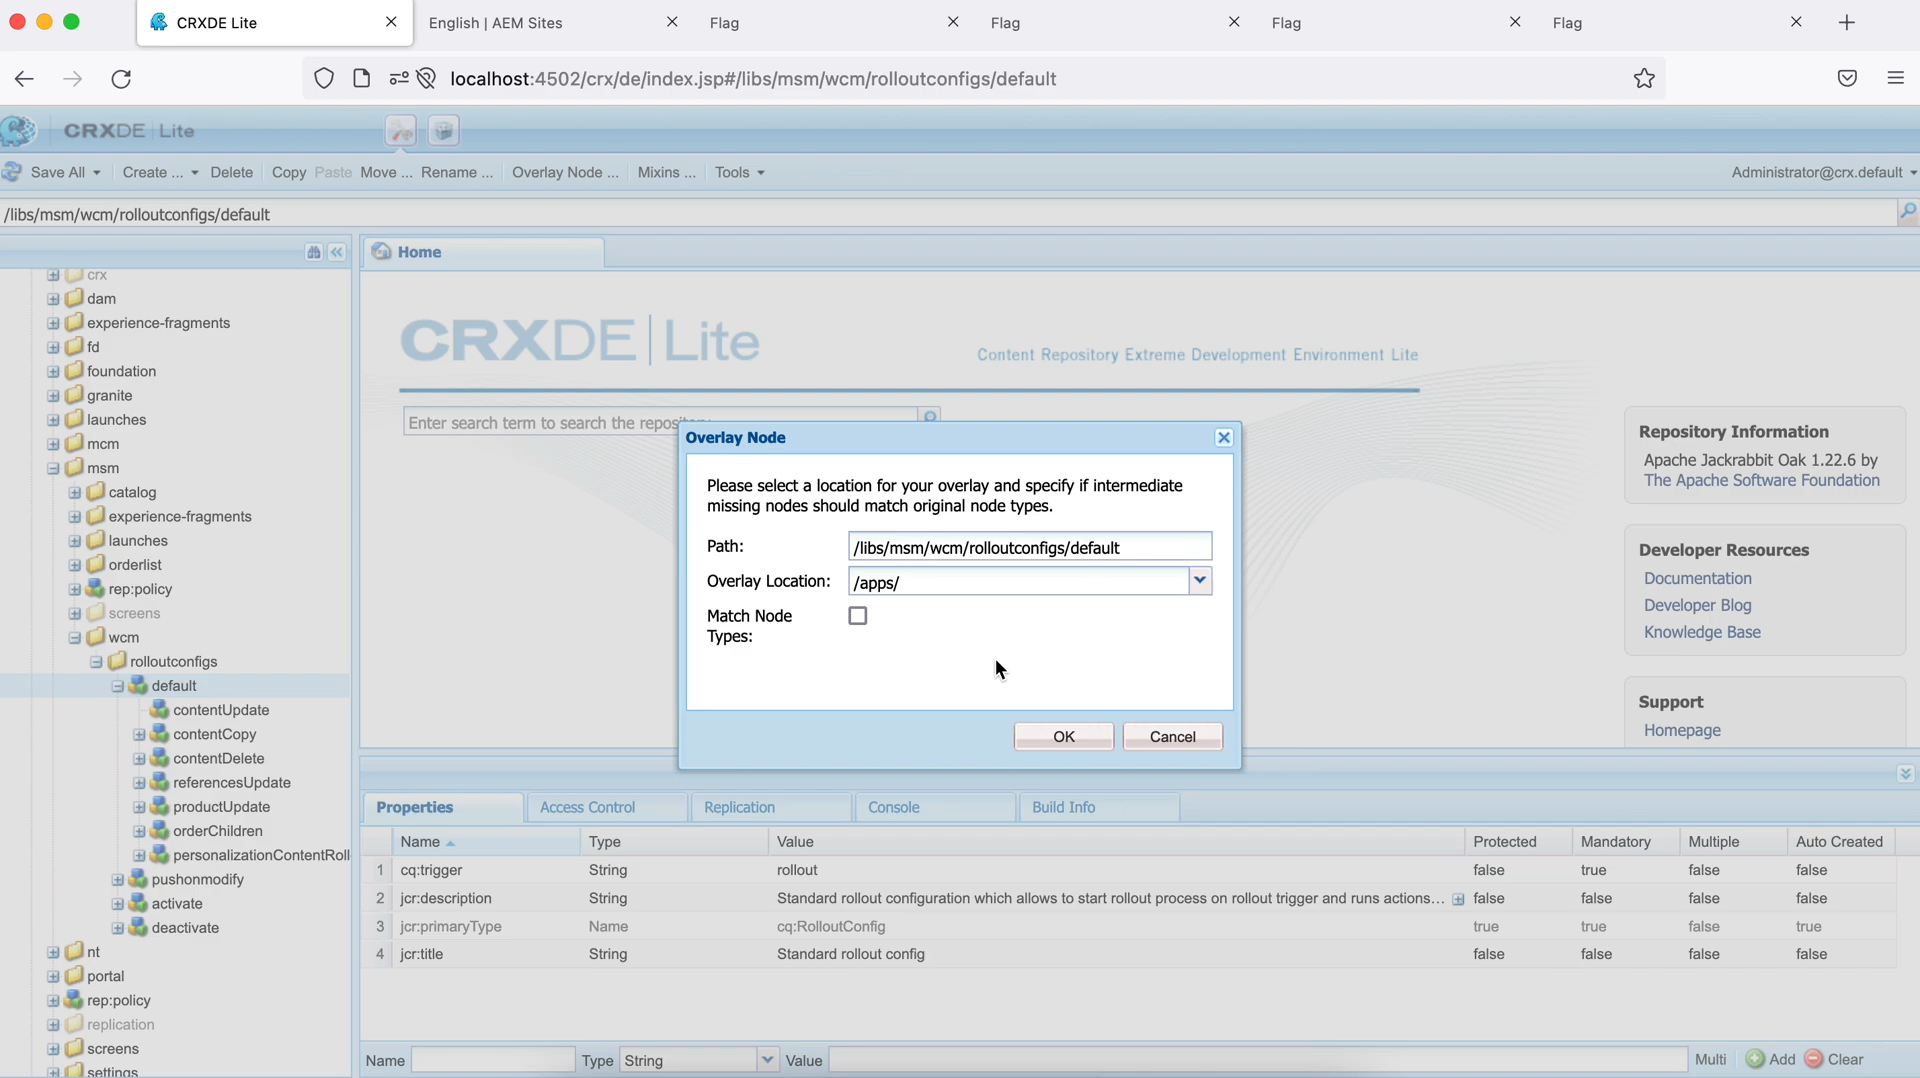 CRXDE Lite
English | AEM Sites
Flag
Flag
Flag
Flag
localhost:4502/crx/de/index.jsp#/libs/msm/wcm/rolloutconfigs/default
CRXDE | Lite
Save All
Create ...
Delete
Copy
Paste
Move ...
Rename ...
Overlay Node ...
Mixins ...
Tools
Administrator@crx.default
/libs/msm/wcm/rolloutconfigs/default
crx
dam
experience-fragments
fd
foundation
granite
launches
mcm
msm
catalog
experience-fragments
launches
orderlist
rep:policy
screens
wcm
rolloutconfigs
default
contentUpdate
contentCopy
contentDelete
referencesUpdate
productUpdate
orderChildren
personalizationContentRoll
pushonmodify
activate
deactivate
nt
portal
rep:policy
replication
screens
settings
Home
CRXDE | Lite
Content Repository Extreme Development Environment Lite
Enter search term to search the repository
Repository Information
Apache Jackrabbit Oak 1.22.6 by
The Apache Software Foundation
Developer Resources
Documentation
Developer Blog
Knowledge Base
Support
Homepage
Overlay Node
Please select a location for your overlay and specify if intermediate
missing nodes should match original node types.
Path: /libs/msm/wcm/rolloutconfigs/default
Overlay Location: /apps/
Match Node
Types:
OK
Cancel
Properties
Access Control
Replication
Console
Build Info
Name Type Value Protected Mandatory Multiple Auto Created
1 cq:trigger String rollout false true false false
2 jcr:description String Standard rollout configuration which allows to start rollout process on rollout trigger and runs actions... false false false false
3 jcr:primaryType Name cq:RolloutConfig true true false true
4 jcr:title String Standard rollout config false false false false
Name
Type String
Value
Multi
Add
Clear